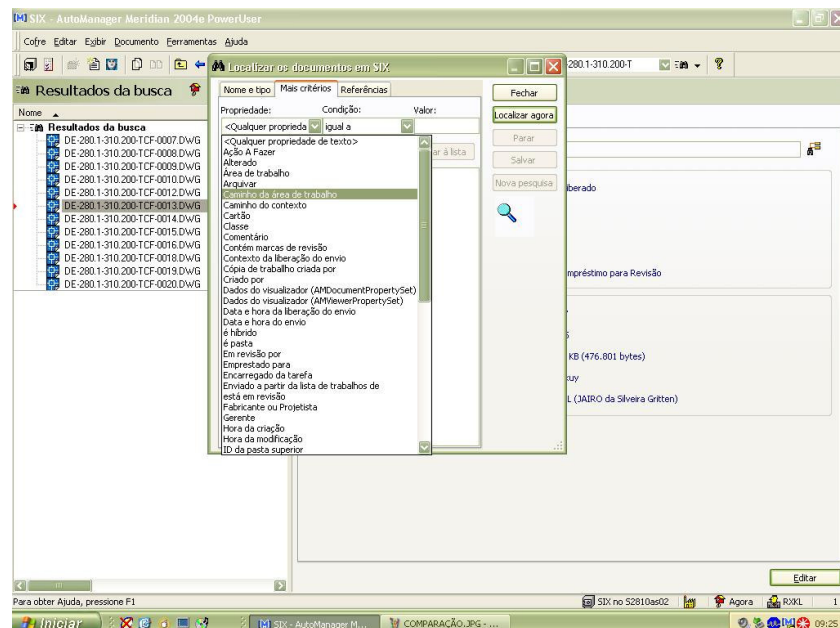 SIX - AutoManager Meridian 2004e PowerUser
Cofre Editar Exibir Documento Ferramentas Ajuda
280.1-310.200-T
Resultados da busca
Nome
Resultados da busca
DE-280.1-310.200-TCF-0007.DWG
DE-280.1-310.200-TCF-0008.DWG
DE-280.1-310.200-TCF-0009.DWG
DE-280.1-310.200-TCF-0010.DWG
DE-280.1-310.200-TCF-0012.DWG
DE-280.1-310.200-TCF-0013.DWG
DE-280.1-310.200-TCF-0014.DWG
DE-280.1-310.200-TCF-0015.DWG
DE-280.1-310.200-TCF-0016.DWG
DE-280.1-310.200-TCF-0018.DWG
DE-280.1-310.200-TCF-0019.DWG
DE-280.1-310.200-TCF-0020.DWG
Localizar os documentos em SIX
Nome e tipo Mais critérios Referências
Propriedade: Condição: Valor:
<Qualquer proprieda igual a
ar à lista
<Qualquer propriedade de texto>
Ação A Fazer
Alterado
Área de trabalho
Arquivar
Caminho da área de trabalho
Caminho do contexto
Cartão
Classe
Comentário
Contém marcas de revisão
Contexto da liberação do envio
Cópia de trabalho criada por
Criado por
Dados do visualizador (AMDocumentPropertySet)
Dados do visualizador (AMViewerPropertySet)
Data e hora da liberação do envio
Data e hora do envio
é híbrido
é pasta
Em revisão por
Emprestado para
Encarregado da tarefa
Enviado a partir da lista de trabalhos de
está em revisão
Fabricante ou Projetista
Gerente
Hora da criação
Hora da modificação
ID da pasta superior
Fechar
Localizar agora
Parar
Salvar
Nova pesquisa
iberado
mpréstimo para Revisão
KB (476.801 bytes)
uy
L (JAIRO da Silveira Gritten)
Editar
Para obter Ajuda, pressione F1
SIX no S2810as02 Agora RXKL 1
Iniciar
SIX - AutoManager M... COMPARAÇÃO.JPG - ...
09:25